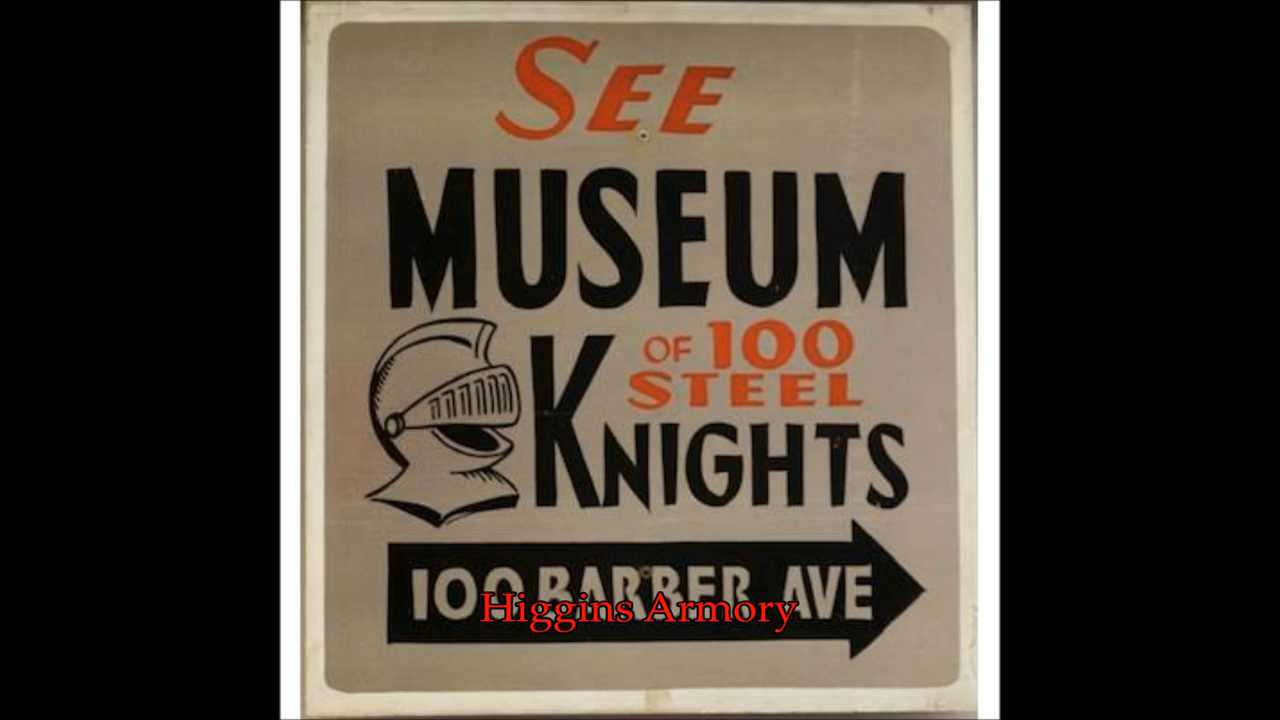 SEE
MUSEUM
OF 100
STEEL
KNIGHTS
100 BARBER AVE
Higgins Armory